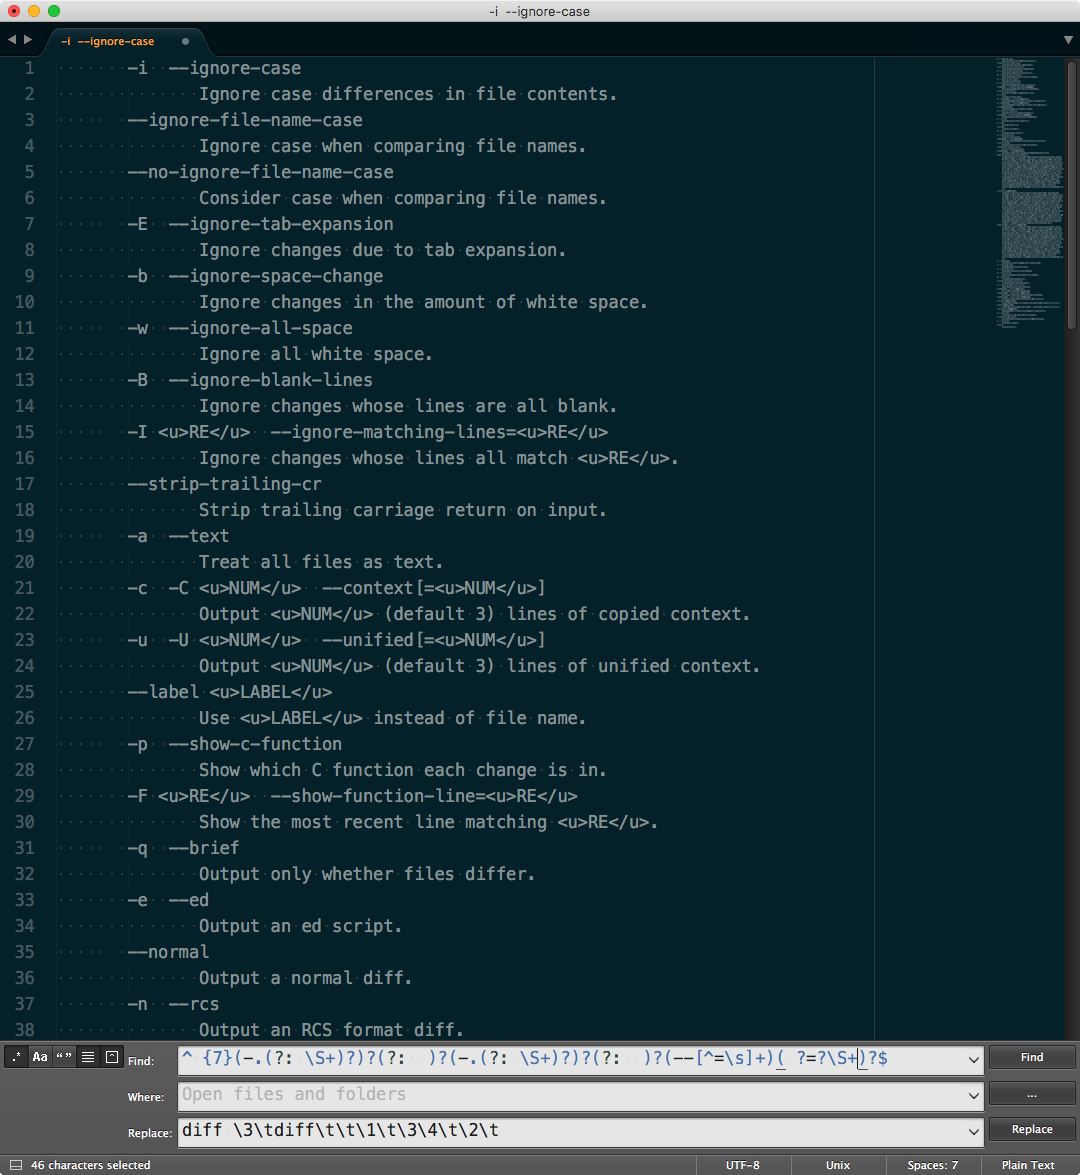 -i  --ignore-case
-i  --ignore-case
1 -i  --ignore-case
2 Ignore case differences in file contents.
3 --ignore-file-name-case
4 Ignore case when comparing file names.
5 --no-ignore-file-name-case
6 Consider case when comparing file names.
7 -E  --ignore-tab-expansion
8 Ignore changes due to tab expansion.
9 -b  --ignore-space-change
10 Ignore changes in the amount of white space.
11 -w  --ignore-all-space
12 Ignore all white space.
13 -B  --ignore-blank-lines
14 Ignore changes whose lines are all blank.
15 -I <u>RE</u>  --ignore-matching-lines=<u>RE</u>
16 Ignore changes whose lines all match <u>RE</u>.
17 --strip-trailing-cr
18 Strip trailing carriage return on input.
19 -a  --text
20 Treat all files as text.
21 -c  -C <u>NUM</u>  --context[=<u>NUM</u>]
22 Output <u>NUM</u> (default 3) lines of copied context.
23 -u  -U <u>NUM</u>  --unified[=<u>NUM</u>]
24 Output <u>NUM</u> (default 3) lines of unified context.
25 --label <u>LABEL</u>
26 Use <u>LABEL</u> instead of file name.
27 -p  --show-c-function
28 Show which C function each change is in.
29 -F <u>RE</u>  --show-function-line=<u>RE</u>
30 Show the most recent line matching <u>RE</u>.
31 -q  --brief
32 Output only whether files differ.
33 -e  --ed
34 Output an ed script.
35 --normal
36 Output a normal diff.
37 -n  --rcs
38 Output an RCS format diff.
.* Aa “” Find: ^ {7}(-.(?: \S+)?)?(?:  )?(-.(?: \S+)?)?(?:  )?(--[^=\s]+)( ?=?\S+)?$ Find
Where: Open files and folders ...
Replace: diff \3\tdiff\t\t\1\t\3\4\t\2\t Replace
46 characters selected UTF-8 Unix Spaces: 7 Plain Text